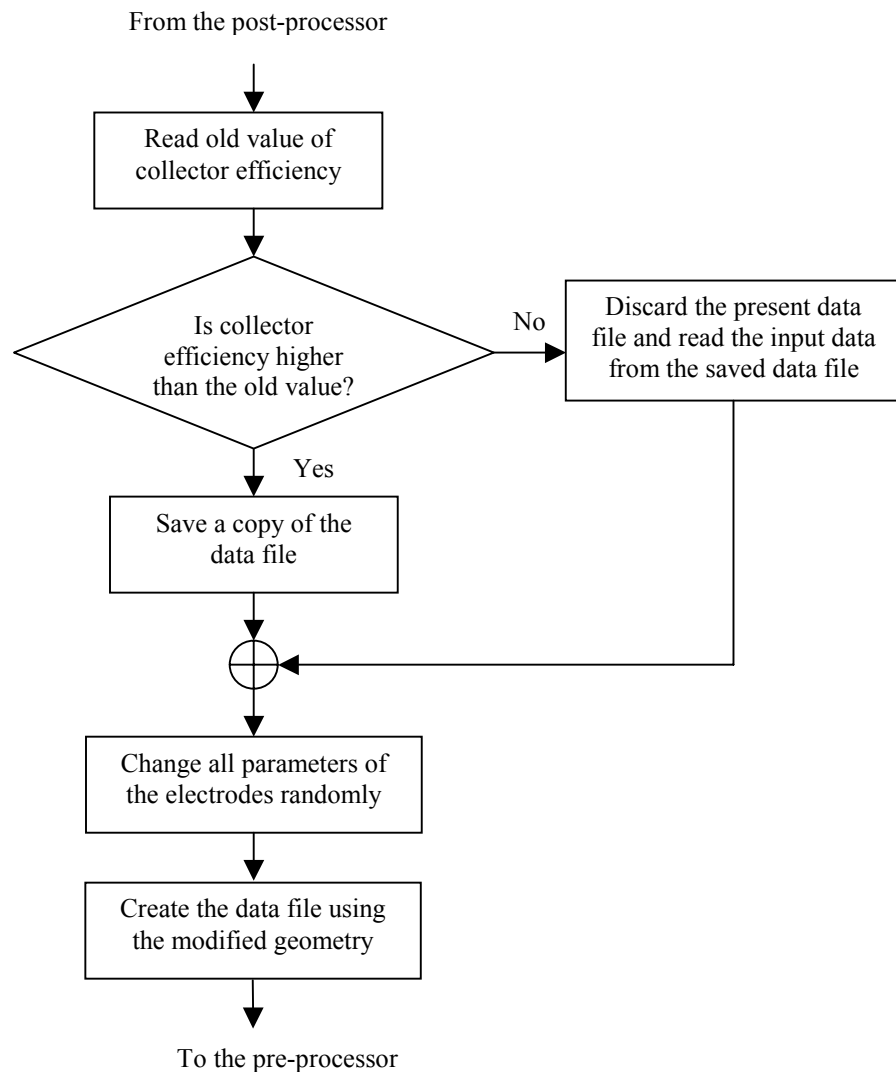 From the post-processor
Read old value of
collector efficiency
Is collector
efficiency higher
than the old value?
No
Discard the present data
file and read the input data
from the saved data file
Yes
Save a copy of the
data file
Change all parameters of
the electrodes randomly
Create the data file using
the modified geometry
To the pre-processor